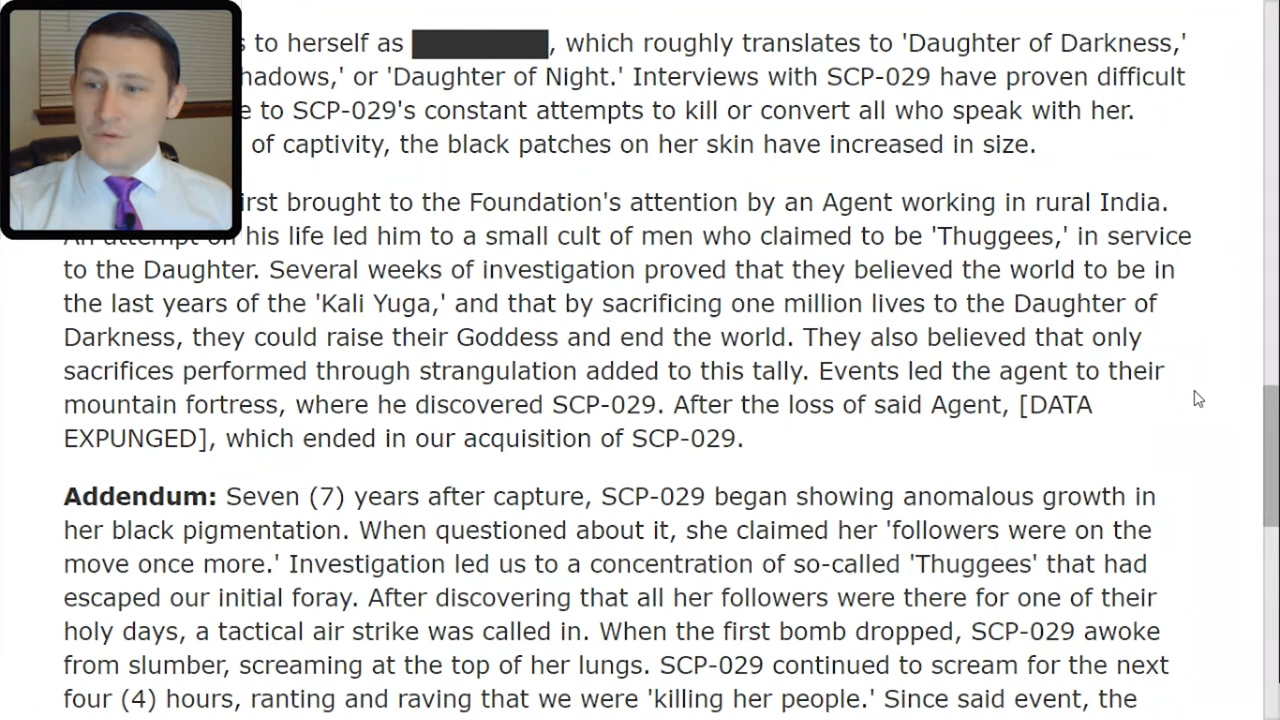 s to herself as , which roughly translates to 'Daughter of Darkness,'
hadows,' or 'Daughter of Night.' Interviews with SCP-029 have proven difficult
e to SCP-029's constant attempts to kill or convert all who speak with her.
of captivity, the black patches on her skin have increased in size.
irst brought to the Foundation's attention by an Agent working in rural India.
An attempt on his life led him to a small cult of men who claimed to be 'Thuggees,' in service
to the Daughter. Several weeks of investigation proved that they believed the world to be in
the last years of the 'Kali Yuga,' and that by sacrificing one million lives to the Daughter of
Darkness, they could raise their Goddess and end the world. They also believed that only
sacrifices performed through strangulation added to this tally. Events led the agent to their
mountain fortress, where he discovered SCP-029. After the loss of said Agent, [DATA
EXPUNGED], which ended in our acquisition of SCP-029.
Addendum: Seven (7) years after capture, SCP-029 began showing anomalous growth in
her black pigmentation. When questioned about it, she claimed her 'followers were on the
move once more.' Investigation led us to a concentration of so-called 'Thuggees' that had
escaped our initial foray. After discovering that all her followers were there for one of their
holy days, a tactical air strike was called in. When the first bomb dropped, SCP-029 awoke
from slumber, screaming at the top of her lungs. SCP-029 continued to scream for the next
four (4) hours, ranting and raving that we were 'killing her people.' Since said event, the